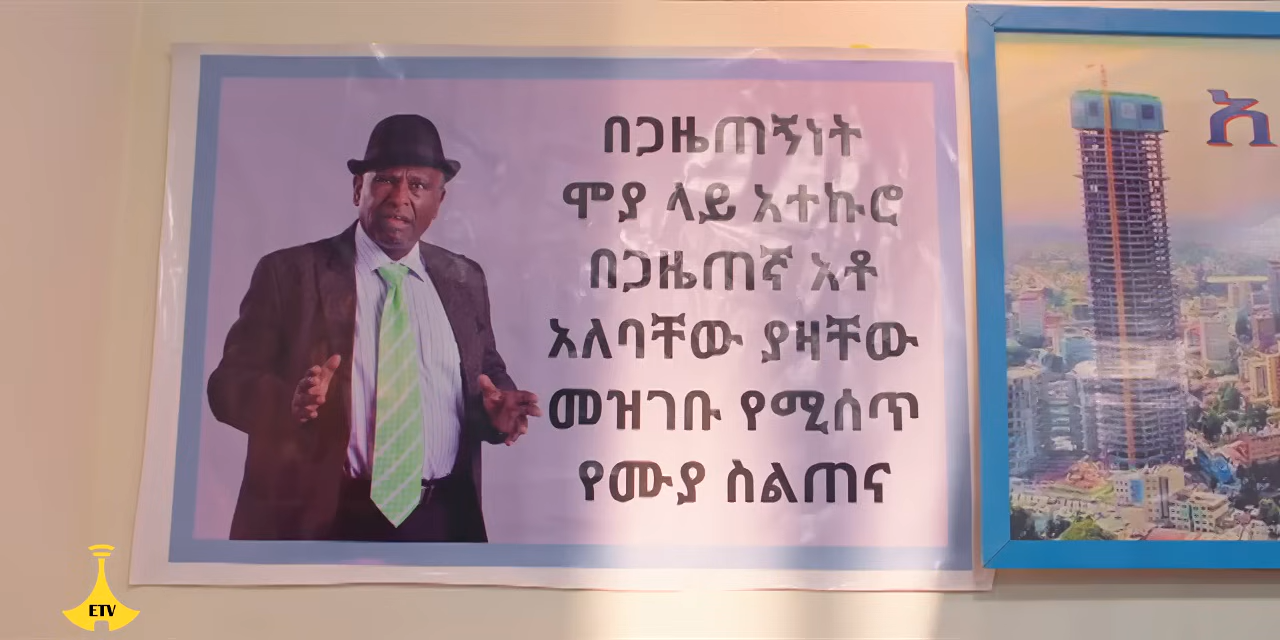 በጋዜጠኝነት
ሞያ ላይ አተኩሮ
በጋዜጠኛ አቶ
አለባቸው ያዛቸው
መዝገቡ የሚሰጥ
የሙያ ስልጠና
አ
ETV